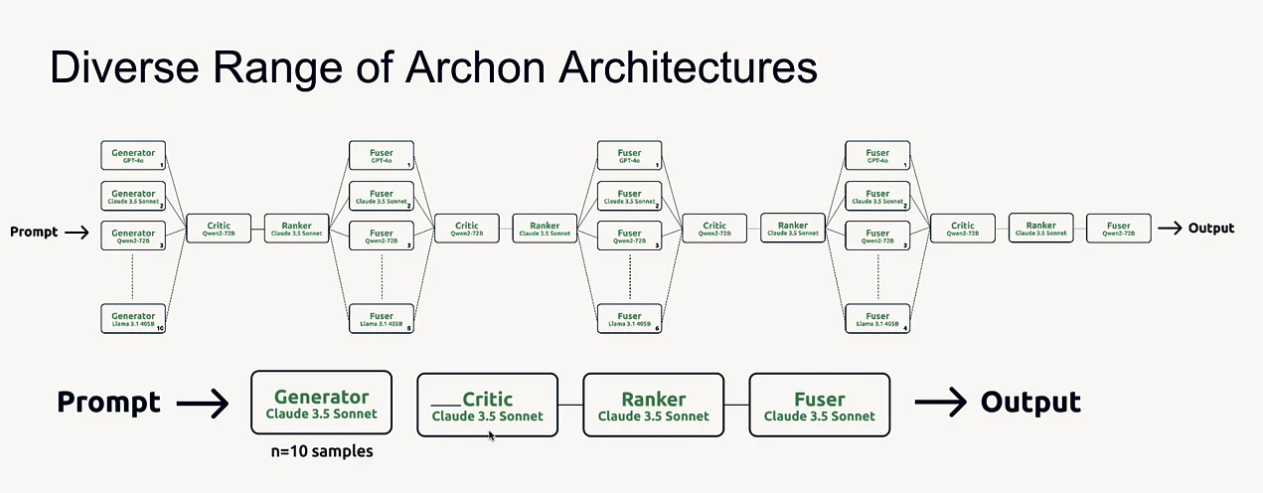 Diverse Range of Archon Architectures
Generator
GPT-4o
1
Generator
Claude 3.5 Sonnet
2
Generator
Qwen2-72B
3
Generator
Llama 3.1 405B
10
Prompt
Critic
Qwen2-72B
Ranker
Claude 3.5 Sonnet
Fuser
GPT-4o
1
Fuser
Claude 3.5 Sonnet
2
Fuser
Qwen2-72B
3
Fuser
Llama 3.1 405B
8
Critic
Qwen2-72B
Ranker
Claude 3.5 Sonnet
Fuser
GPT-4o
1
Fuser
Claude 3.5 Sonnet
2
Fuser
Qwen2-72B
3
Fuser
Llama 3.1 405B
6
Critic
Qwen2-72B
Ranker
Claude 3.5 Sonnet
Fuser
GPT-4o
1
Fuser
Claude 3.5 Sonnet
2
Fuser
Qwen2-72B
3
Fuser
Llama 3.1 405B
4
Critic
Qwen2-72B
Ranker
Claude 3.5 Sonnet
Fuser
Qwen2-72B
Output
Prompt
Generator
Claude 3.5 Sonnet
n=10 samples
Critic
Claude 3.5 Sonnet
Ranker
Claude 3.5 Sonnet
Fuser
Claude 3.5 Sonnet
Output